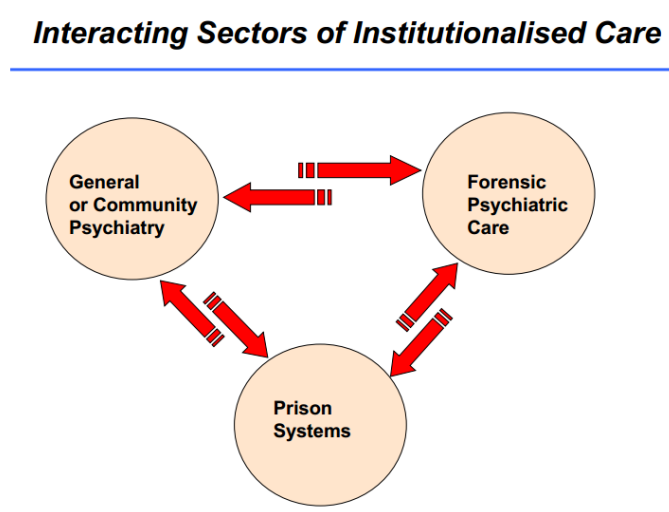 Interacting Sectors of Institutionalised Care
General
or Community
Psychiatry
Forensic
Psychiatric
Care
Prison
Systems